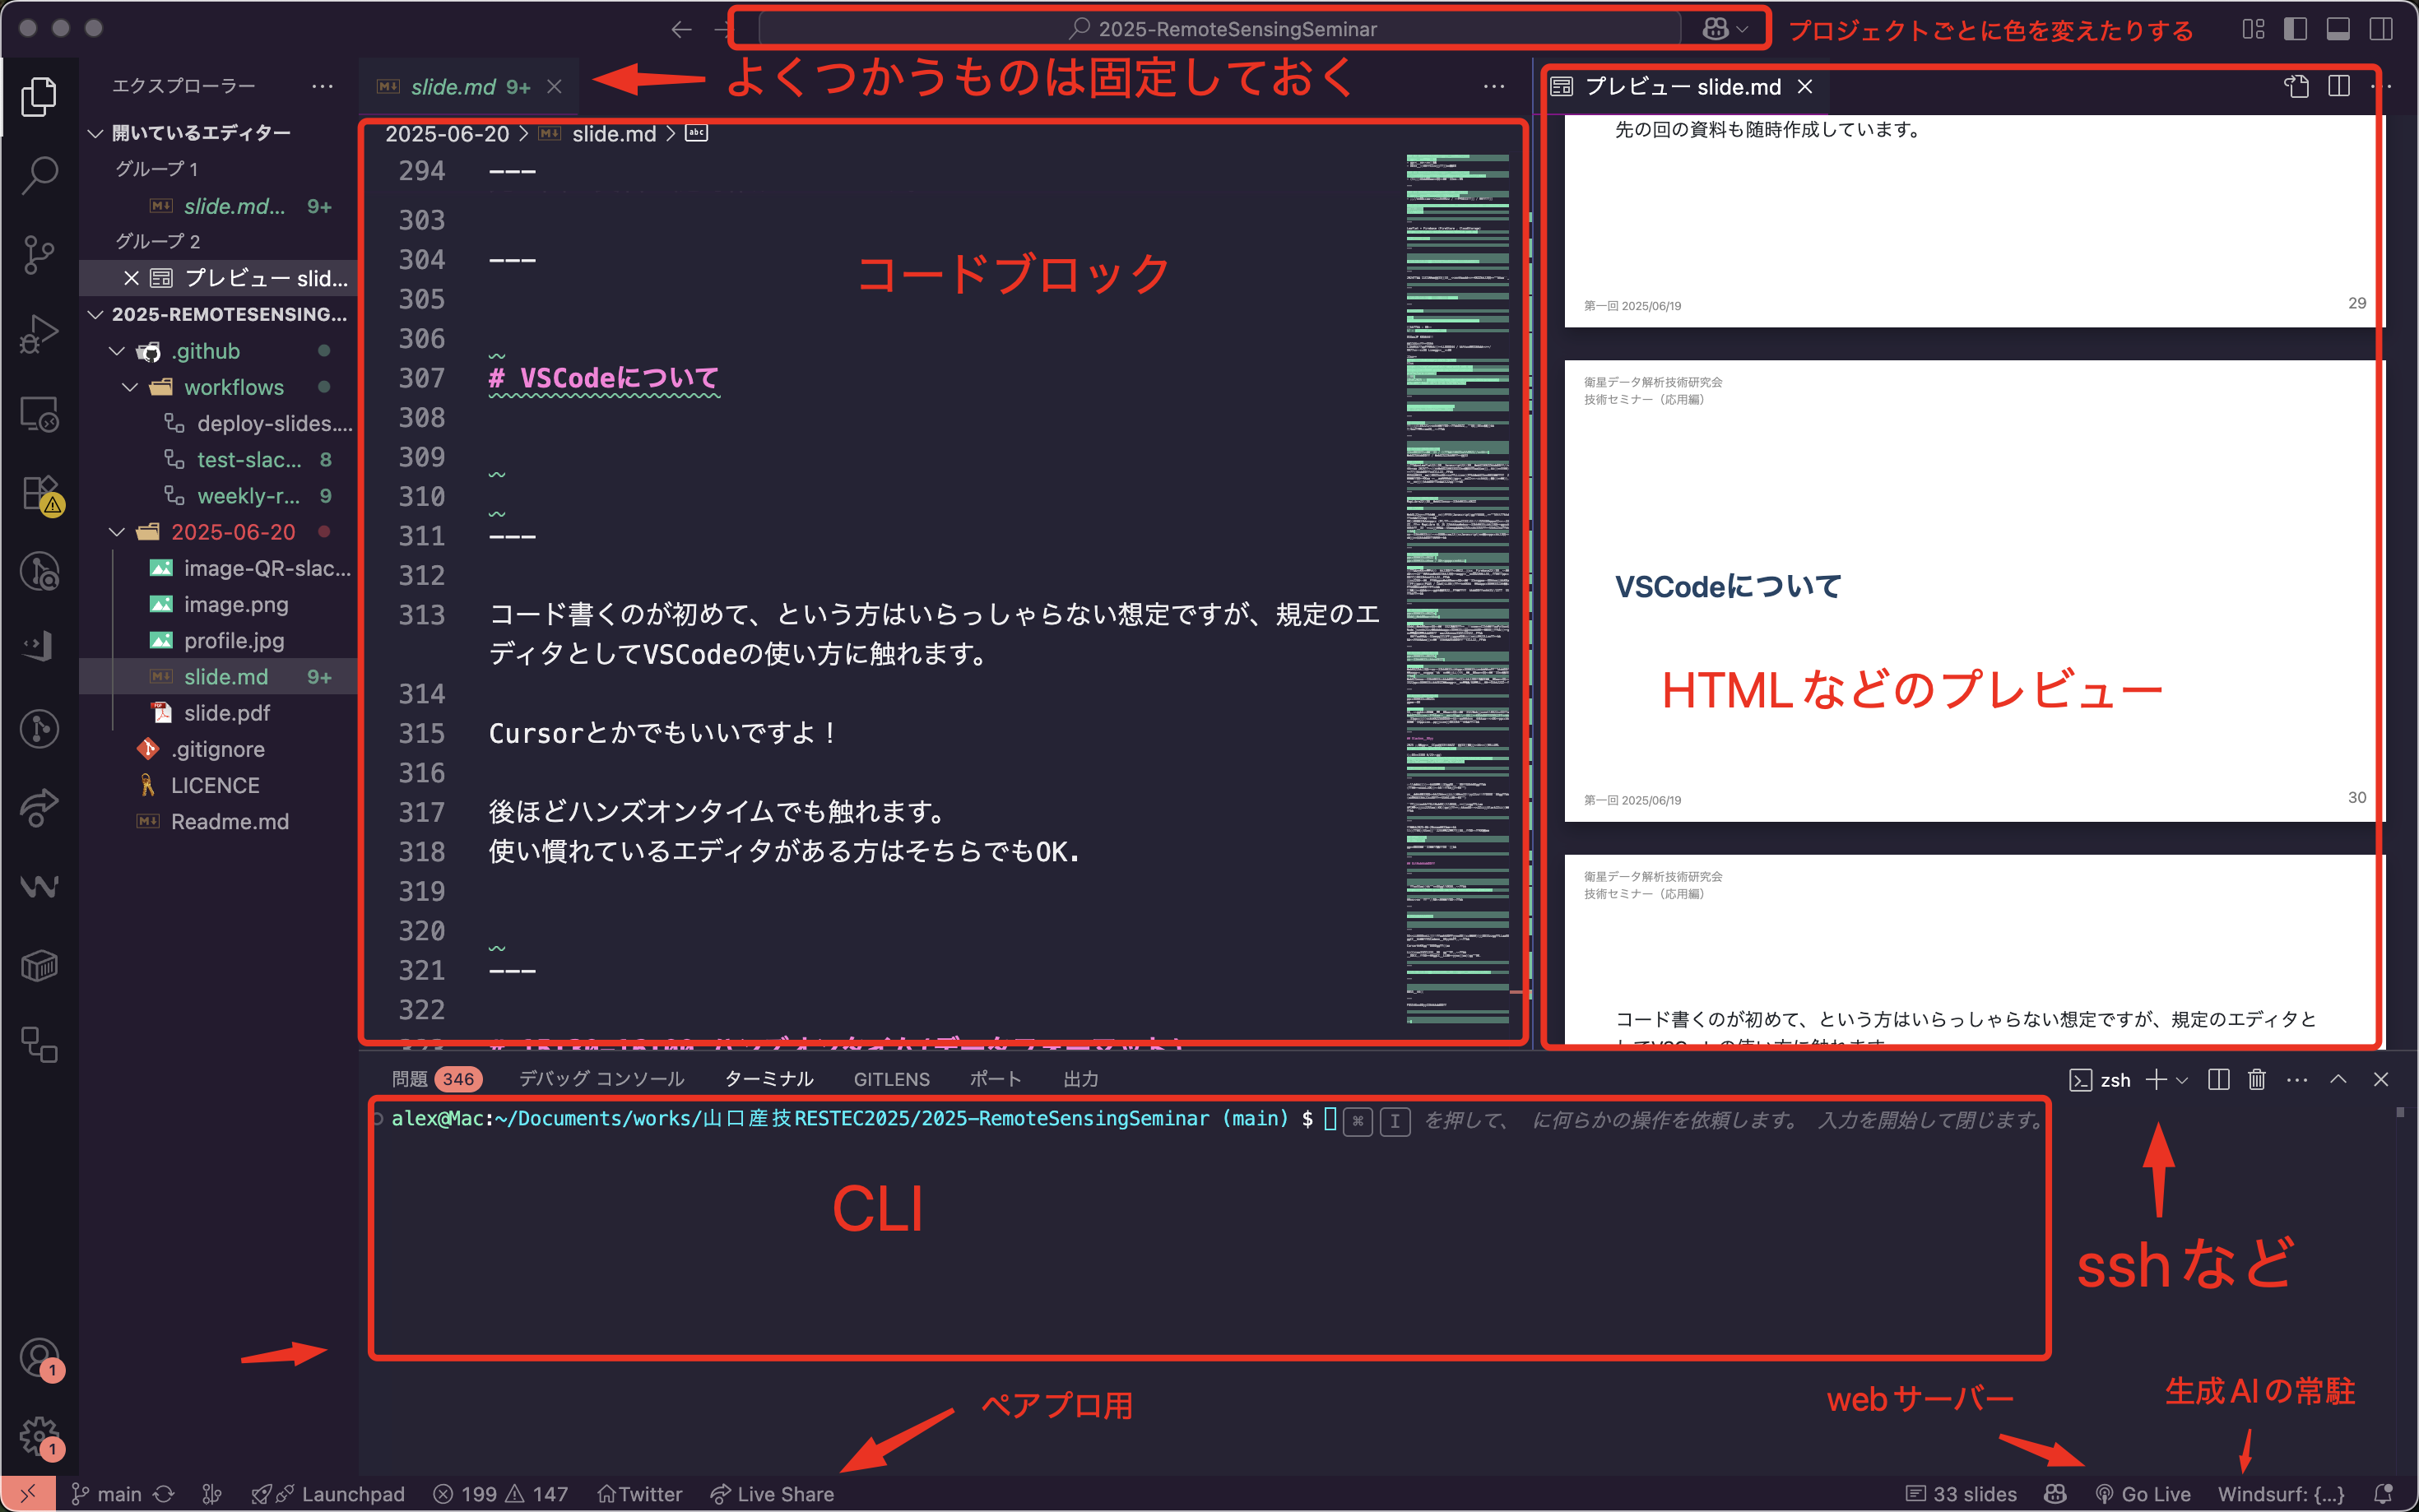 2025-RemoteSensingSeminar
プロジェクトごとに色を変えたりする
エクスプローラー
slide.md 9+
よくつかうものは固定しておく
プレビュー slide.md
開いているエディター
グループ 1
slide.md... 9+
グループ 2
プレビュー slid...
2025-REMOTESENSING...
.github
workflows
deploy-slides....
test-slac... 8
weekly-r... 9
2025-06-20
image-QR-slac...
image.png
profile.jpg
slide.md 9+
slide.pdf
.gitignore
LICENCE
Readme.md
2025-06-20 > slide.md > abc
294 ---
303
304 ---
305
306
307 # VSCodeについて
308
309
310
311 ---
312
313 コード書くのが初めて、という方はいらっしゃらない想定ですが、規定のエ
ディタとしてVSCodeの使い方に触れます。
314
315 Cursorとかでもいいですよ！
316
317 後ほどハンズオンタイムでも触れます。
318 使い慣れているエディタがある方はそちらでもOK.
319
320
321 ---
322
コードブロック
先の回の資料も随時作成しています。
第一回 2025/06/19
29
衛星データ解析技術研究会
技術セミナー（応用編）
VSCodeについて
HTMLなどのプレビュー
第一回 2025/06/19
30
衛星データ解析技術研究会
技術セミナー（応用編）
コード書くのが初めて、という方はいらっしゃらない想定ですが、規定のエディタと
してVSCodeの使い方に触れます。
問題 346 デバッグ コンソール ターミナル GITLENS ポート 出力
zsh
alex@Mac:~/Documents/works/山口産技RESTEC2025/2025-RemoteSensingSeminar (main) $ ⌘ I を押して、 に何らかの操作を依頼します。 入力を開始して閉じます。
CLI
sshなど
ペアプロ用
webサーバー
生成AIの常駐
1
1
main Launchpad 199 147 Twitter Live Share 33 slides Go Live Windsurf: {...}